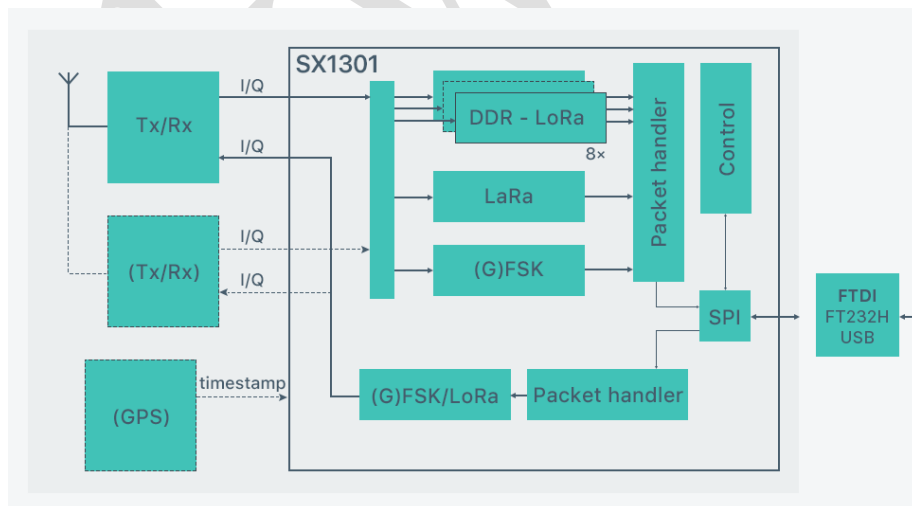 SX1301
I/Q
Tx/Rx
DDR - LoRa
I/Q
8×
Packet handler
Control
LaRa
I/Q
(Tx/Rx)
(G)FSK
I/Q
FTDI
FT232H
USB
SPI
timestamp
(GPS)
(G)FSK/LoRa
Packet handler